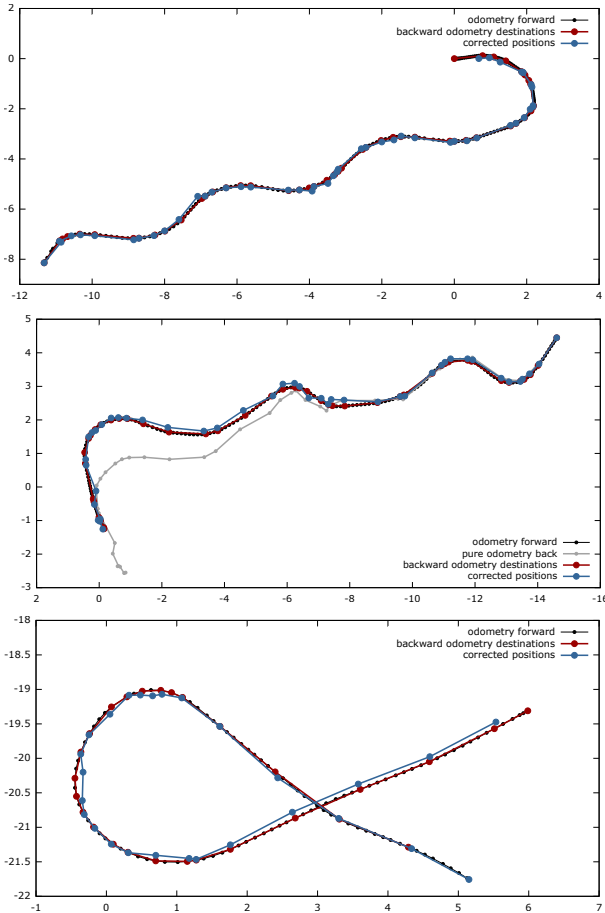 2
0
-2
-4
-6
-8
-12 -10 -8 -6 -4 -2 0 2 4
odometry forward
backward odometry destinations
corrected positions
5
4
3
2
1
0
-1
-2
-3
2 0 -2 -4 -6 -8 -10 -12 -14 -16
odometry forward
pure odometry back
backward odometry destinations
corrected positions
-18
-18.5
-19
-19.5
-20
-20.5
-21
-21.5
-22
-1 0 1 2 3 4 5 6 7
odometry forward
backward odometry destinations
corrected positions